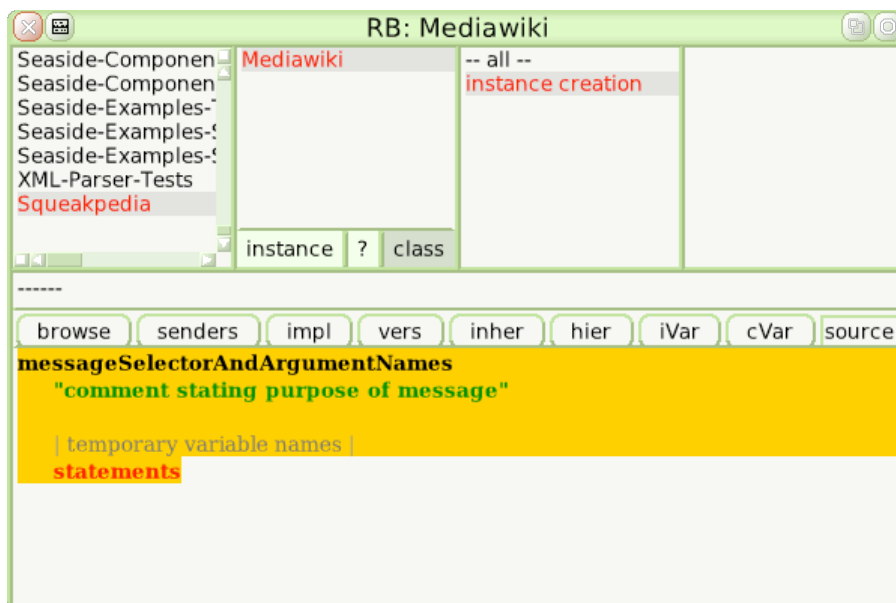 RB: Mediawiki
Seaside-Componen
Seaside-Componen
Seaside-Examples-T
Seaside-Examples-S
Seaside-Examples-S
XML-Parser-Tests
Squeakpedia
Mediawiki
instance ? class
-- all --
instance creation
------
browse senders impl vers inher hier iVar cVar source
messageSelectorAndArgumentNames
"comment stating purpose of message"
| temporary variable names |
statements